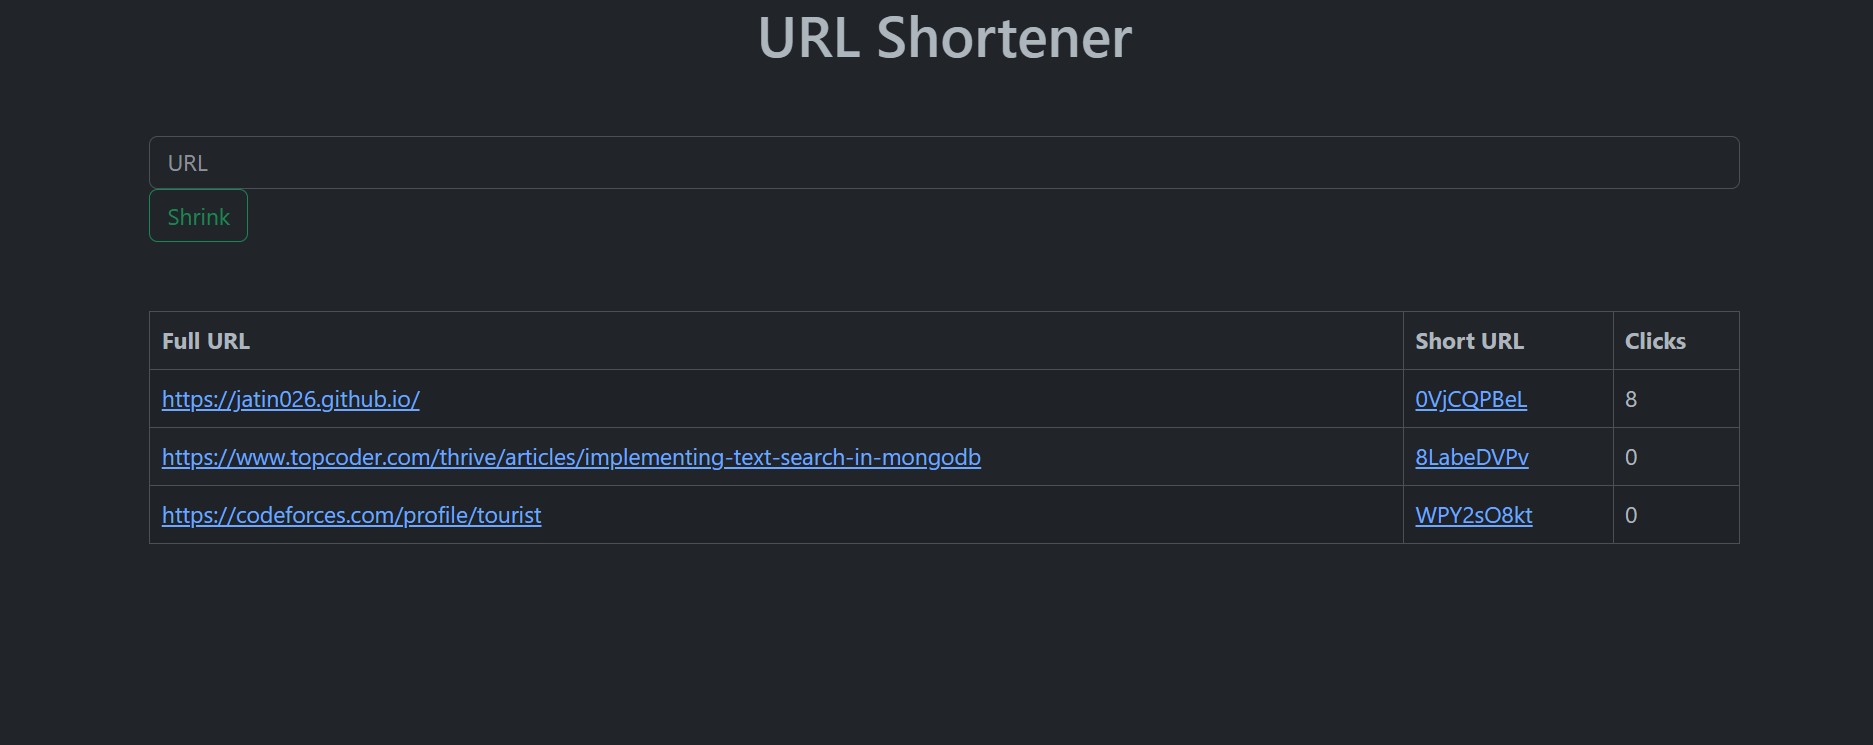 URL Shortener
URL
Shrink
Full URL Short URL Clicks
https://jatin026.github.io/ 0VjCQPBeL 8
https://www.topcoder.com/thrive/articles/implementing-text-search-in-mongodb 8LabeDVPv 0
https://codeforces.com/profile/tourist WPY2sO8kt 0